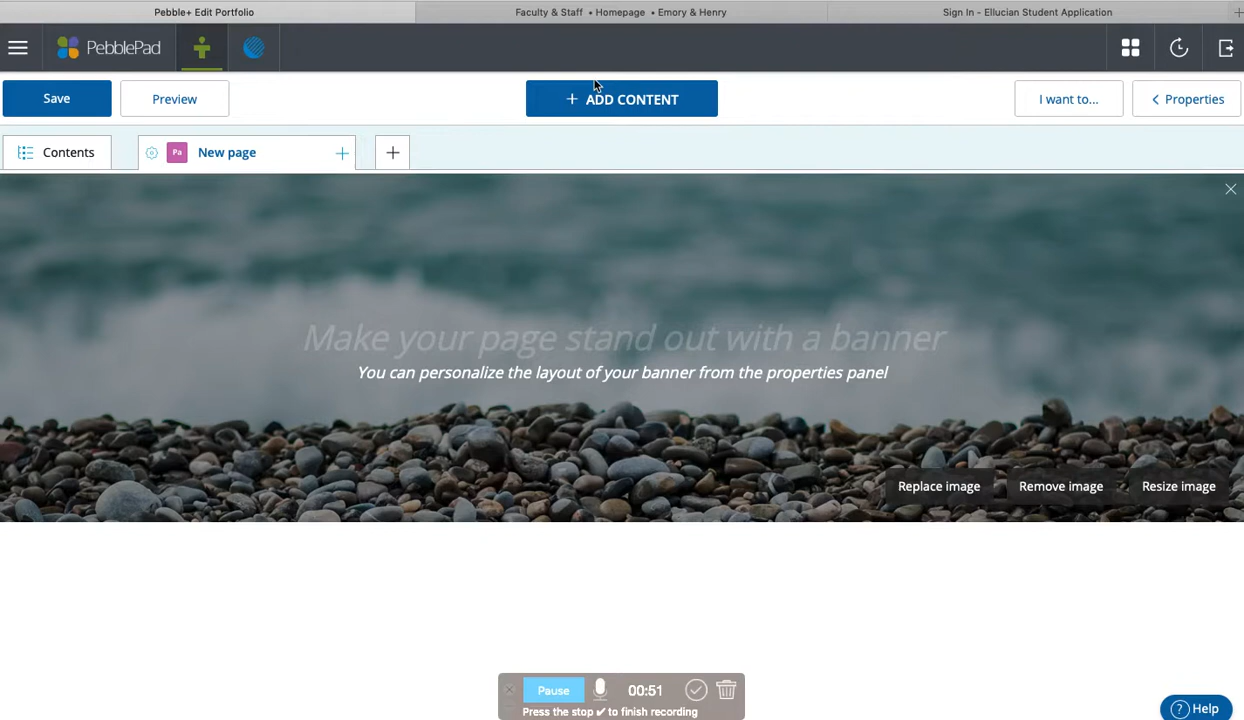 Pebble+ Edit Portfolio
Faculty & Staff • Homepage • Emory & Henry
Sign In - Ellucian Student Application
PebblePad
Save
Preview
+ ADD CONTENT
I want to...
< Properties
Contents
Pa
New page
Make your page stand out with a banner
You can personalize the layout of your banner from the properties panel
Replace image
Remove image
Resize image
Pause
00:51
Press the stop ✔ to finish recording
? Help